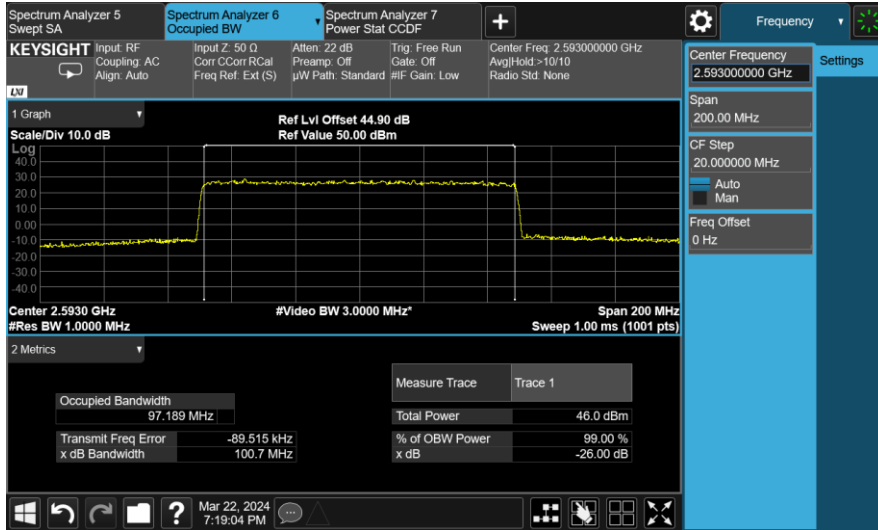 Spectrum Analyzer 5
Swept SA
Spectrum Analyzer 6
Occupied BW
Spectrum Analyzer 7
Power Stat CCDF
+
Frequency
KEYSIGHT
LXI
Input: RF
Coupling: AC
Align: Auto
Input Z: 50 Ω
Corr CCorr RCal
Freq Ref: Ext (S)
Atten: 22 dB
Preamp: Off
µW Path: Standard
Trig: Free Run
Gate: Off
#IF Gain: Low
Center Freq: 2.593000000 GHz
Avg|Hold:>10/10
Radio Std: None
Center Frequency
2.593000000 GHz
Settings
Span
200.00 MHz
CF Step
20.000000 MHz
Auto
Man
Freq Offset
0 Hz
1 Graph
Scale/Div 10.0 dB
Ref Lvl Offset 44.90 dB
Ref Value 50.00 dBm
Log
40.0
30.0
20.0
10.0
0.00
-10.0
-20.0
-30.0
-40.0
Center 2.5930 GHz
#Video BW 3.0000 MHz*
Span 200 MHz
#Res BW 1.0000 MHz
Sweep 1.00 ms (1001 pts)
2 Metrics
Measure Trace
Trace 1
Occupied Bandwidth
97.189 MHz
Total Power
46.0 dBm
Transmit Freq Error
-89.515 kHz
% of OBW Power
99.00 %
x dB Bandwidth
100.7 MHz
x dB
-26.00 dB
?
Mar 22, 2024
7:19:04 PM